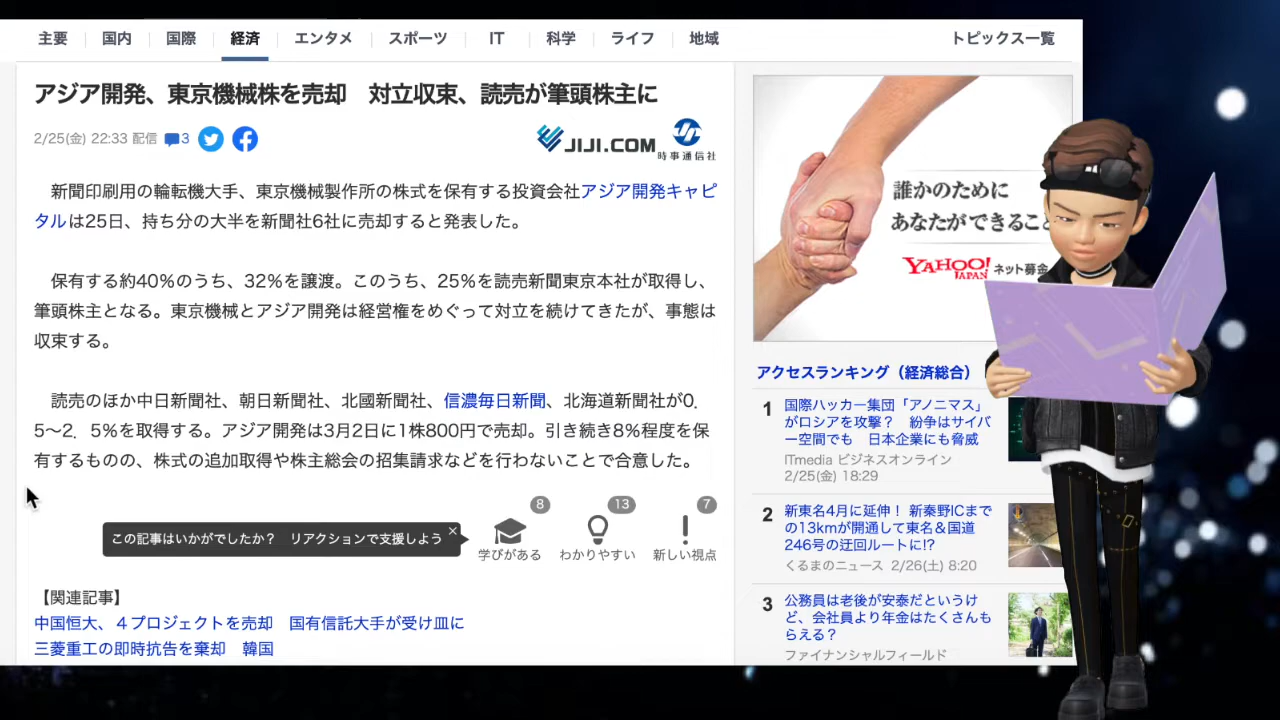 主要
国内
国際
経済
エンタメ
スポーツ
IT
科学
ライフ
地域
トピックス一覧
アジア開発、東京機械株を売却　対立収束、読売が筆頭株主に
2/25(金) 22:33 配信
3
JIJI.COM
時事通信社
新聞印刷用の輪転機大手、東京機械製作所の株式を保有する投資会社アジア開発キャピ
タルは25日、持ち分の大半を新聞社6社に売却すると発表した。
保有する約40％のうち、32％を譲渡。このうち、25％を読売新聞東京本社が取得し、
筆頭株主となる。東京機械とアジア開発は経営権をめぐって対立を続けてきたが、事態は
収束する。
読売のほか中日新聞社、朝日新聞社、北國新聞社、信濃毎日新聞、北海道新聞社が0．
5～2．5％を取得する。アジア開発は3月2日に1株800円で売却。引き続き8％程度を保
有するものの、株式の追加取得や株主総会の招集請求などを行わないことで合意した。
この記事はいかがでしたか？　リアクションで支援しよう
×
8
学びがある
13
わかりやすい
7
新しい視点
【関連記事】
中国恒大、４プロジェクトを売却　国有信託大手が受け皿に
三菱重工の即時抗告を棄却　韓国
誰かのために
あなたができること
YAHOO!
JAPAN
ネット募金
アクセスランキング（経済総合）
1
国際ハッカー集団「アノニマス」
がロシアを攻撃？　紛争はサイバ
ー空間でも　日本企業にも脅威
ITmedia ビジネスオンライン
2/25(金) 18:29
2
新東名4月に延伸！ 新秦野ICまで
の13kmが開通して東名＆国道
246号の迂回ルートに!?
くるまのニュース 2/26(土) 8:20
3
公務員は老後が安泰だというけ
ど、会社員より年金はたくさんも
らえる？
ファイナンシャルフィールド